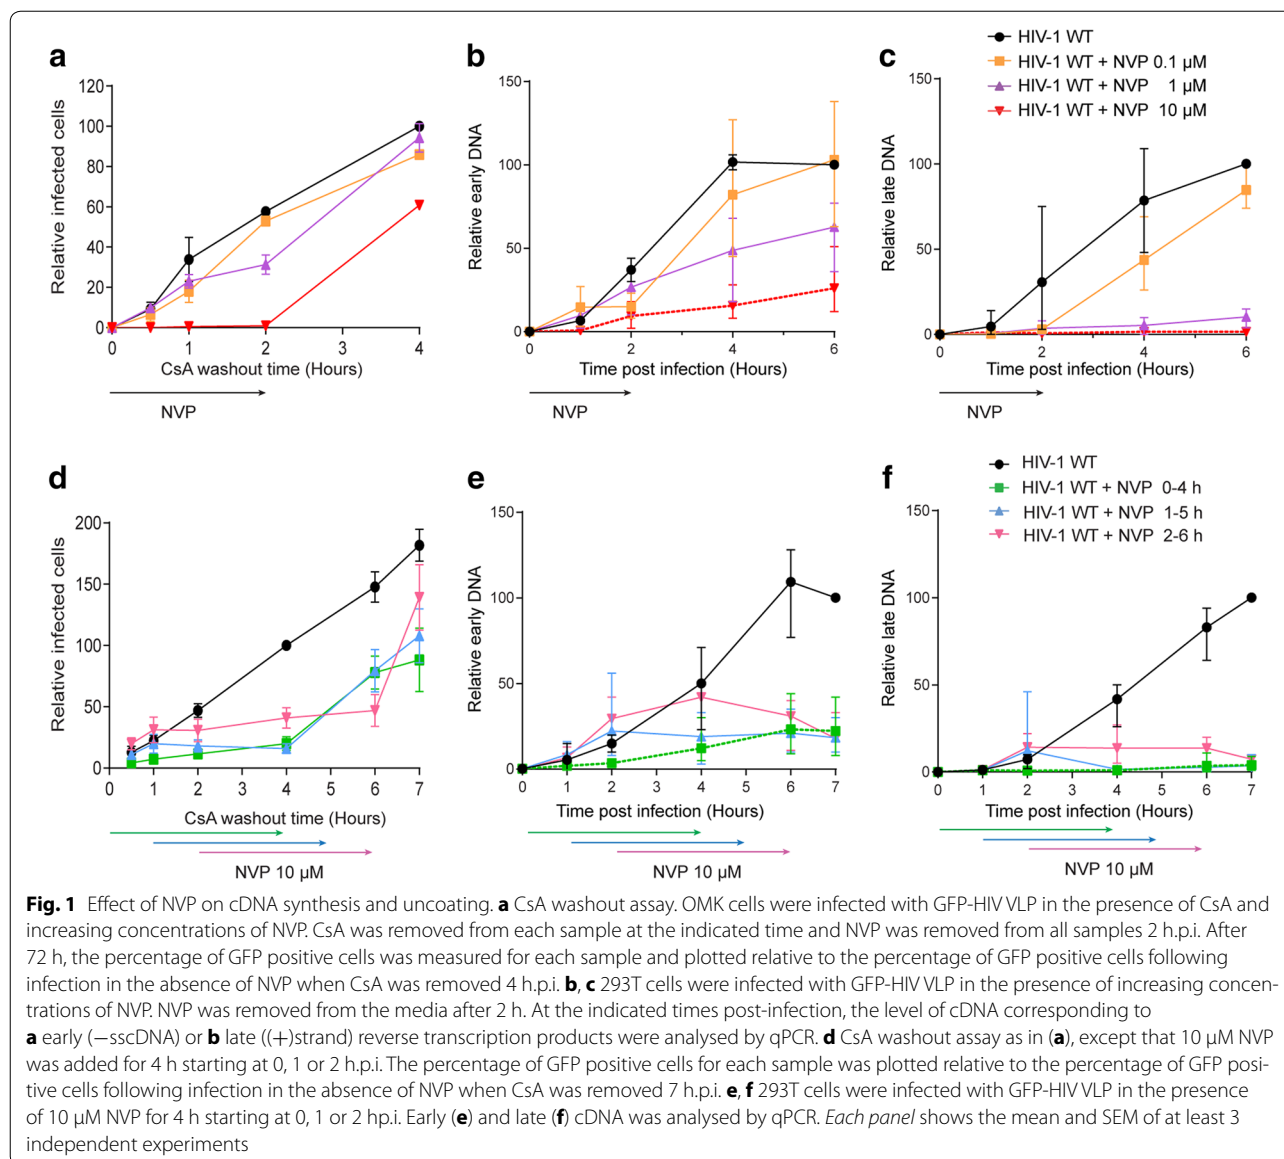 a
Relative infected cells
120
100
80
60
40
20
0
0 1 2 4
CsA washout time (Hours)
NVP
b
Relative early DNA
150
100
50
0
0 2 4 6
Time post infection (Hours)
NVP
c
HIV-1 WT
HIV-1 WT + NVP 0.1 µM
HIV-1 WT + NVP 1 µM
HIV-1 WT + NVP 10 µM
Relative late DNA
150
100
50
0
0 2 4 6
Time post infection (Hours)
NVP
d
Relative infected cells
200
150
100
50
0
0 1 2 3 4 5 6 7
CsA washout time (Hours)
NVP 10 µM
e
Relative early DNA
150
100
50
0
0 1 2 3 4 5 6 7
Time post infection (Hours)
NVP 10 µM
f
HIV-1 WT
HIV-1 WT + NVP 0-4 h
HIV-1 WT + NVP 1-5 h
HIV-1 WT + NVP 2-6 h
Relative late DNA
150
100
50
0
0 1 2 3 4 5 6 7
Time post infection (Hours)
NVP 10 µM
Fig. 1 Effect of NVP on cDNA synthesis and uncoating. a CsA washout assay. OMK cells were infected with GFP-HIV VLP in the presence of CsA and
increasing concentrations of NVP. CsA was removed from each sample at the indicated time and NVP was removed from all samples 2 h.p.i. After
72 h, the percentage of GFP positive cells was measured for each sample and plotted relative to the percentage of GFP positive cells following
infection in the absence of NVP when CsA was removed 4 h.p.i. b, c 293T cells were infected with GFP-HIV VLP in the presence of increasing concen-
trations of NVP. NVP was removed from the media after 2 h. At the indicated times post-infection, the level of cDNA corresponding to
a early (−sscDNA) or b late ((+)strand) reverse transcription products were analysed by qPCR. d CsA washout assay as in (a), except that 10 µM NVP
was added for 4 h starting at 0, 1 or 2 h.p.i. The percentage of GFP positive cells for each sample was plotted relative to the percentage of GFP posi-
tive cells following infection in the absence of NVP when CsA was removed 7 h.p.i. e, f 293T cells were infected with GFP-HIV VLP in the presence
of 10 µM NVP for 4 h starting at 0, 1 or 2 hp.i. Early (e) and late (f) cDNA was analysed by qPCR. Each panel shows the mean and SEM of at least 3
independent experiments